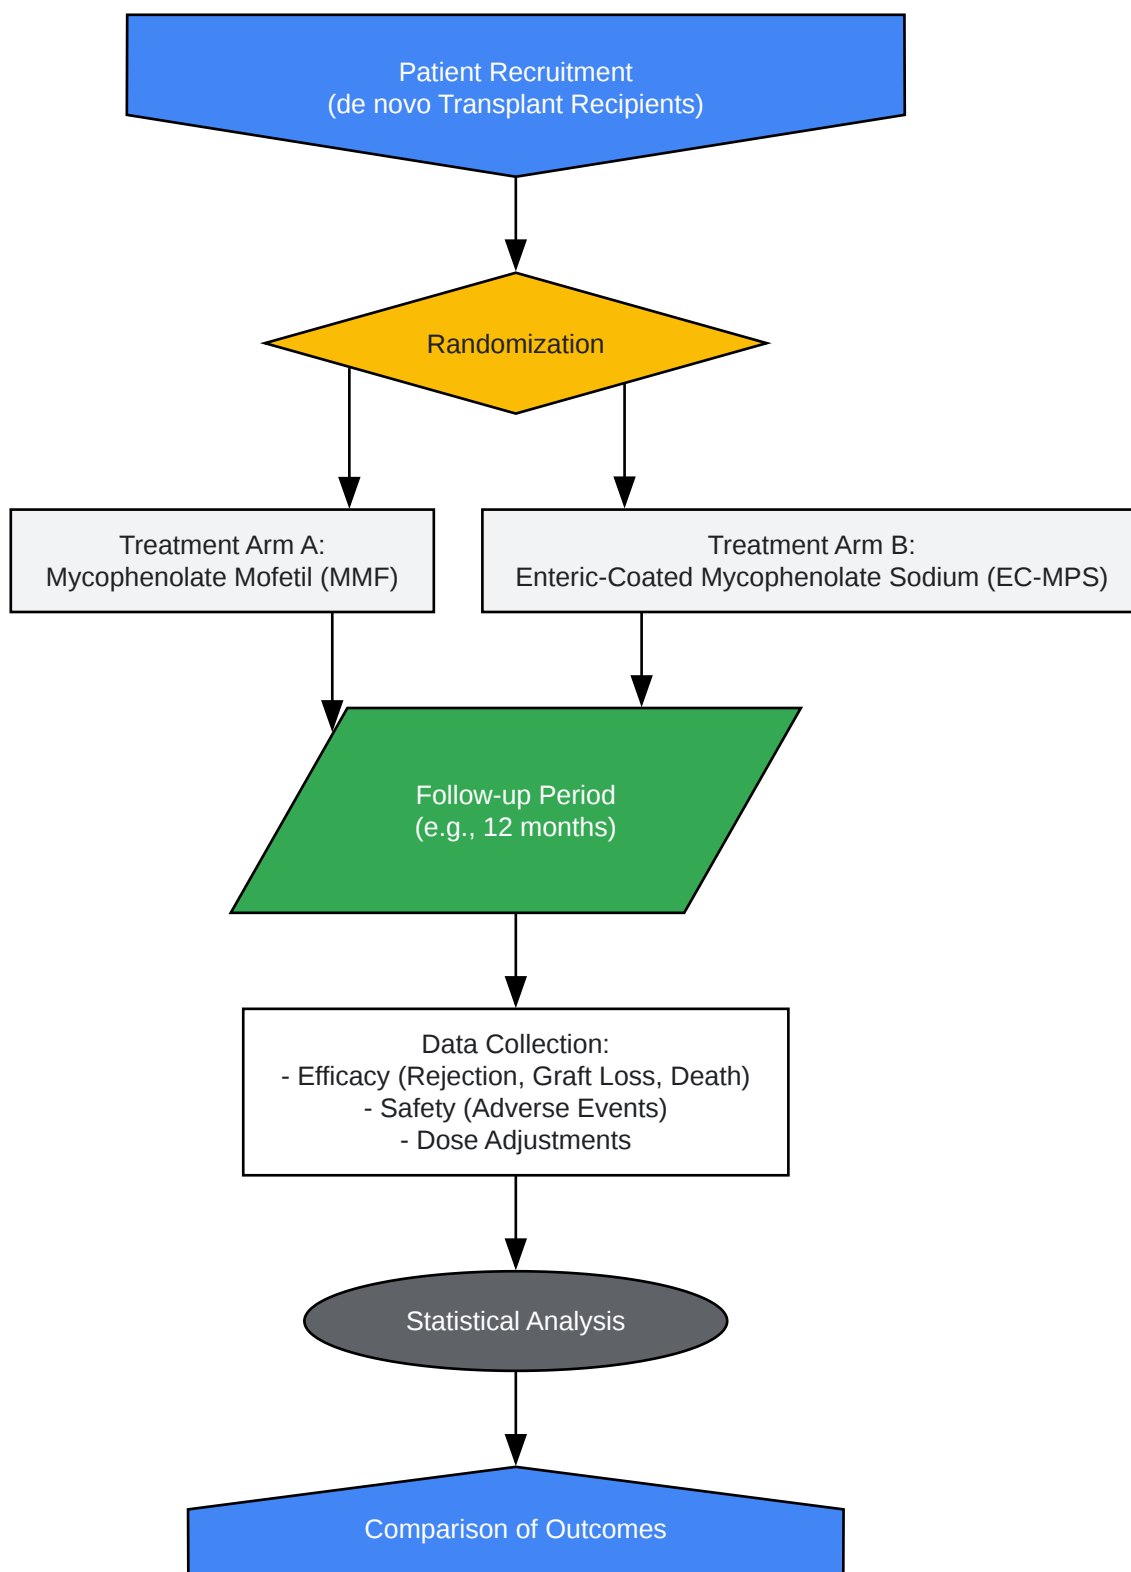 Patient Recruitment
(de novo Transplant Recipients)
Randomization
Treatment Arm A:
Mycophenolate Mofetil (MMF)
Treatment Arm B:
Enteric-Coated Mycophenolate Sodium (EC-MPS)
Follow-up Period
(e.g., 12 months)
Data Collection:
- Efficacy (Rejection, Graft Loss, Death)
- Safety (Adverse Events)
- Dose Adjustments
Statistical Analysis
Comparison of Outcomes